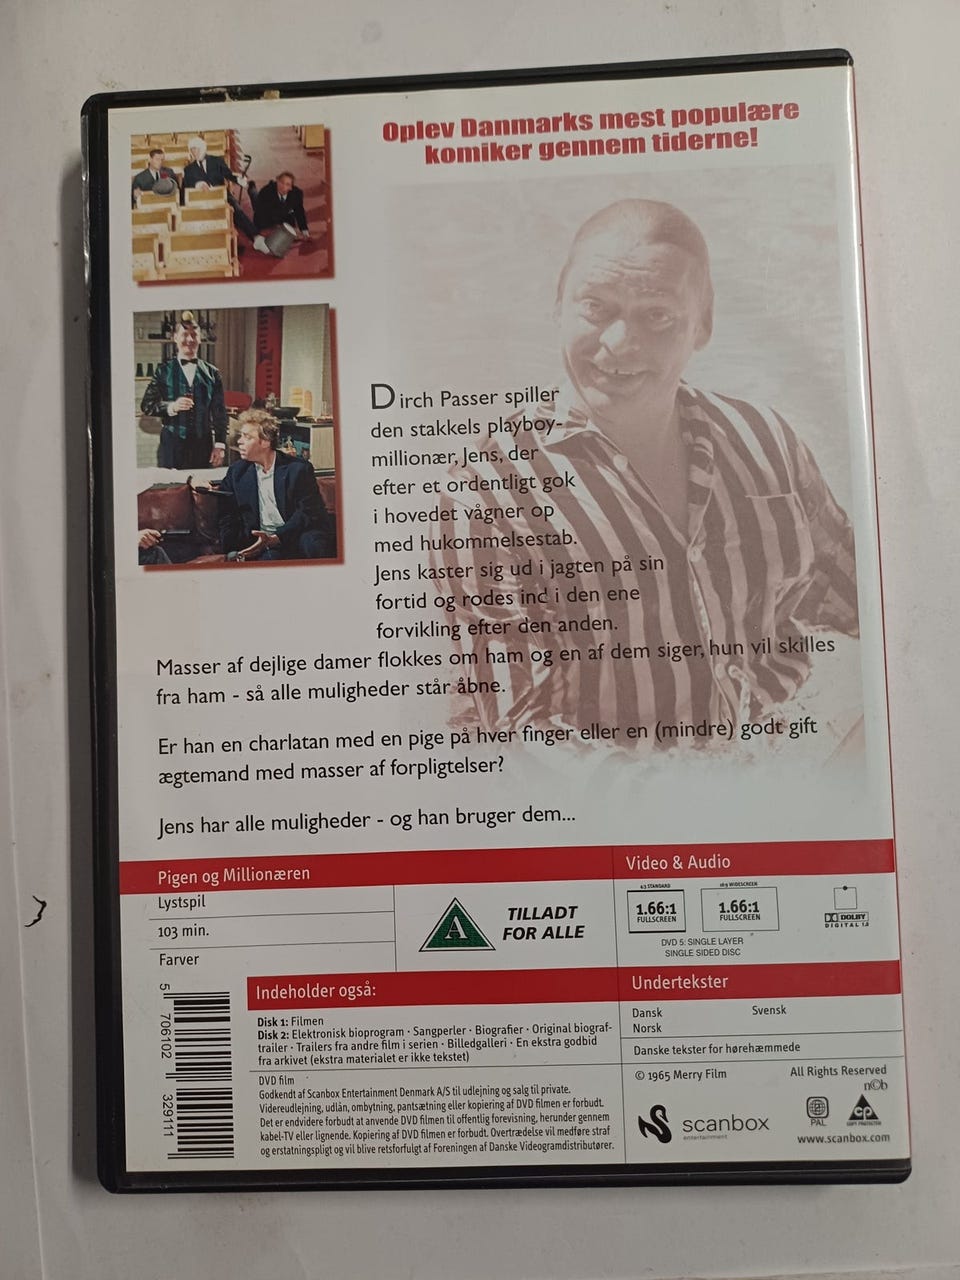 Oplev Danmarks mest populære
komiker gennem tiderne!
Dirch Passer spiller
den stakkels playboy-
millionær, Jens, der
efter et ordentligt gok
i hovedet vågner op
med hukommelsestab.
Jens kaster sig ud i jagten på sin
fortid og rodes ind i den ene
forvikling efter den anden.
Masser af dejlige damer flokkes om ham og en af dem siger, hun vil skilles
fra ham - så alle muligheder står åbne.
Er han en charlatan med en pige på hver finger eller en (mindre) godt gift
ægtemand med masser af forpligtelser?
Jens har alle muligheder - og han bruger dem...
Pigen og Millionæren
Lystspil
103 min.
Farver
A
TILLADT
FOR ALLE
Video & Audio
4:3 STANDARD
1.66:1
FULLSCREEN
16:9 WIDESCREEN
1.66:1
FULLSCREEN
DOLBY
DIGITAL
DVD 5: SINGLE LAYER
SINGLE SIDED DISC
5 706102 329111
Indeholder også:
Disk 1: Filmen
Disk 2: Elektronisk bioprogram · Sangperler · Biografier · Original biograf-
trailer · Trailers fra andre film i serien · Billedgalleri · En ekstra godbid
fra arkivet (ekstra materialet er ikke tekstet)
DVD film
Godkendt af Scanbox Entertainment Denmark A/S til udlejning og salg til private.
Videreudlejning, udlån, ombytning, pantsætning eller kopiering af DVD filmen er forbudt.
Det er endvidere forbudt at anvende DVD filmen til offentlig forevisning, herunder gennem
kabel-TV eller lignende. Kopiering af DVD filmen er forbudt. Overtrædelse vil medføre straf
og erstatningspligt og vil blive retsforfulgt af Foreningen af Danske Videogramdistributører.
Undertekster
Dansk Svensk
Norsk
Danske tekster for hørehæmmede
© 1965 Merry Film All Rights Reserved
n©b
scanbox
entertainment
PAL
CP
COPY PROTECTED
www.scanbox.com